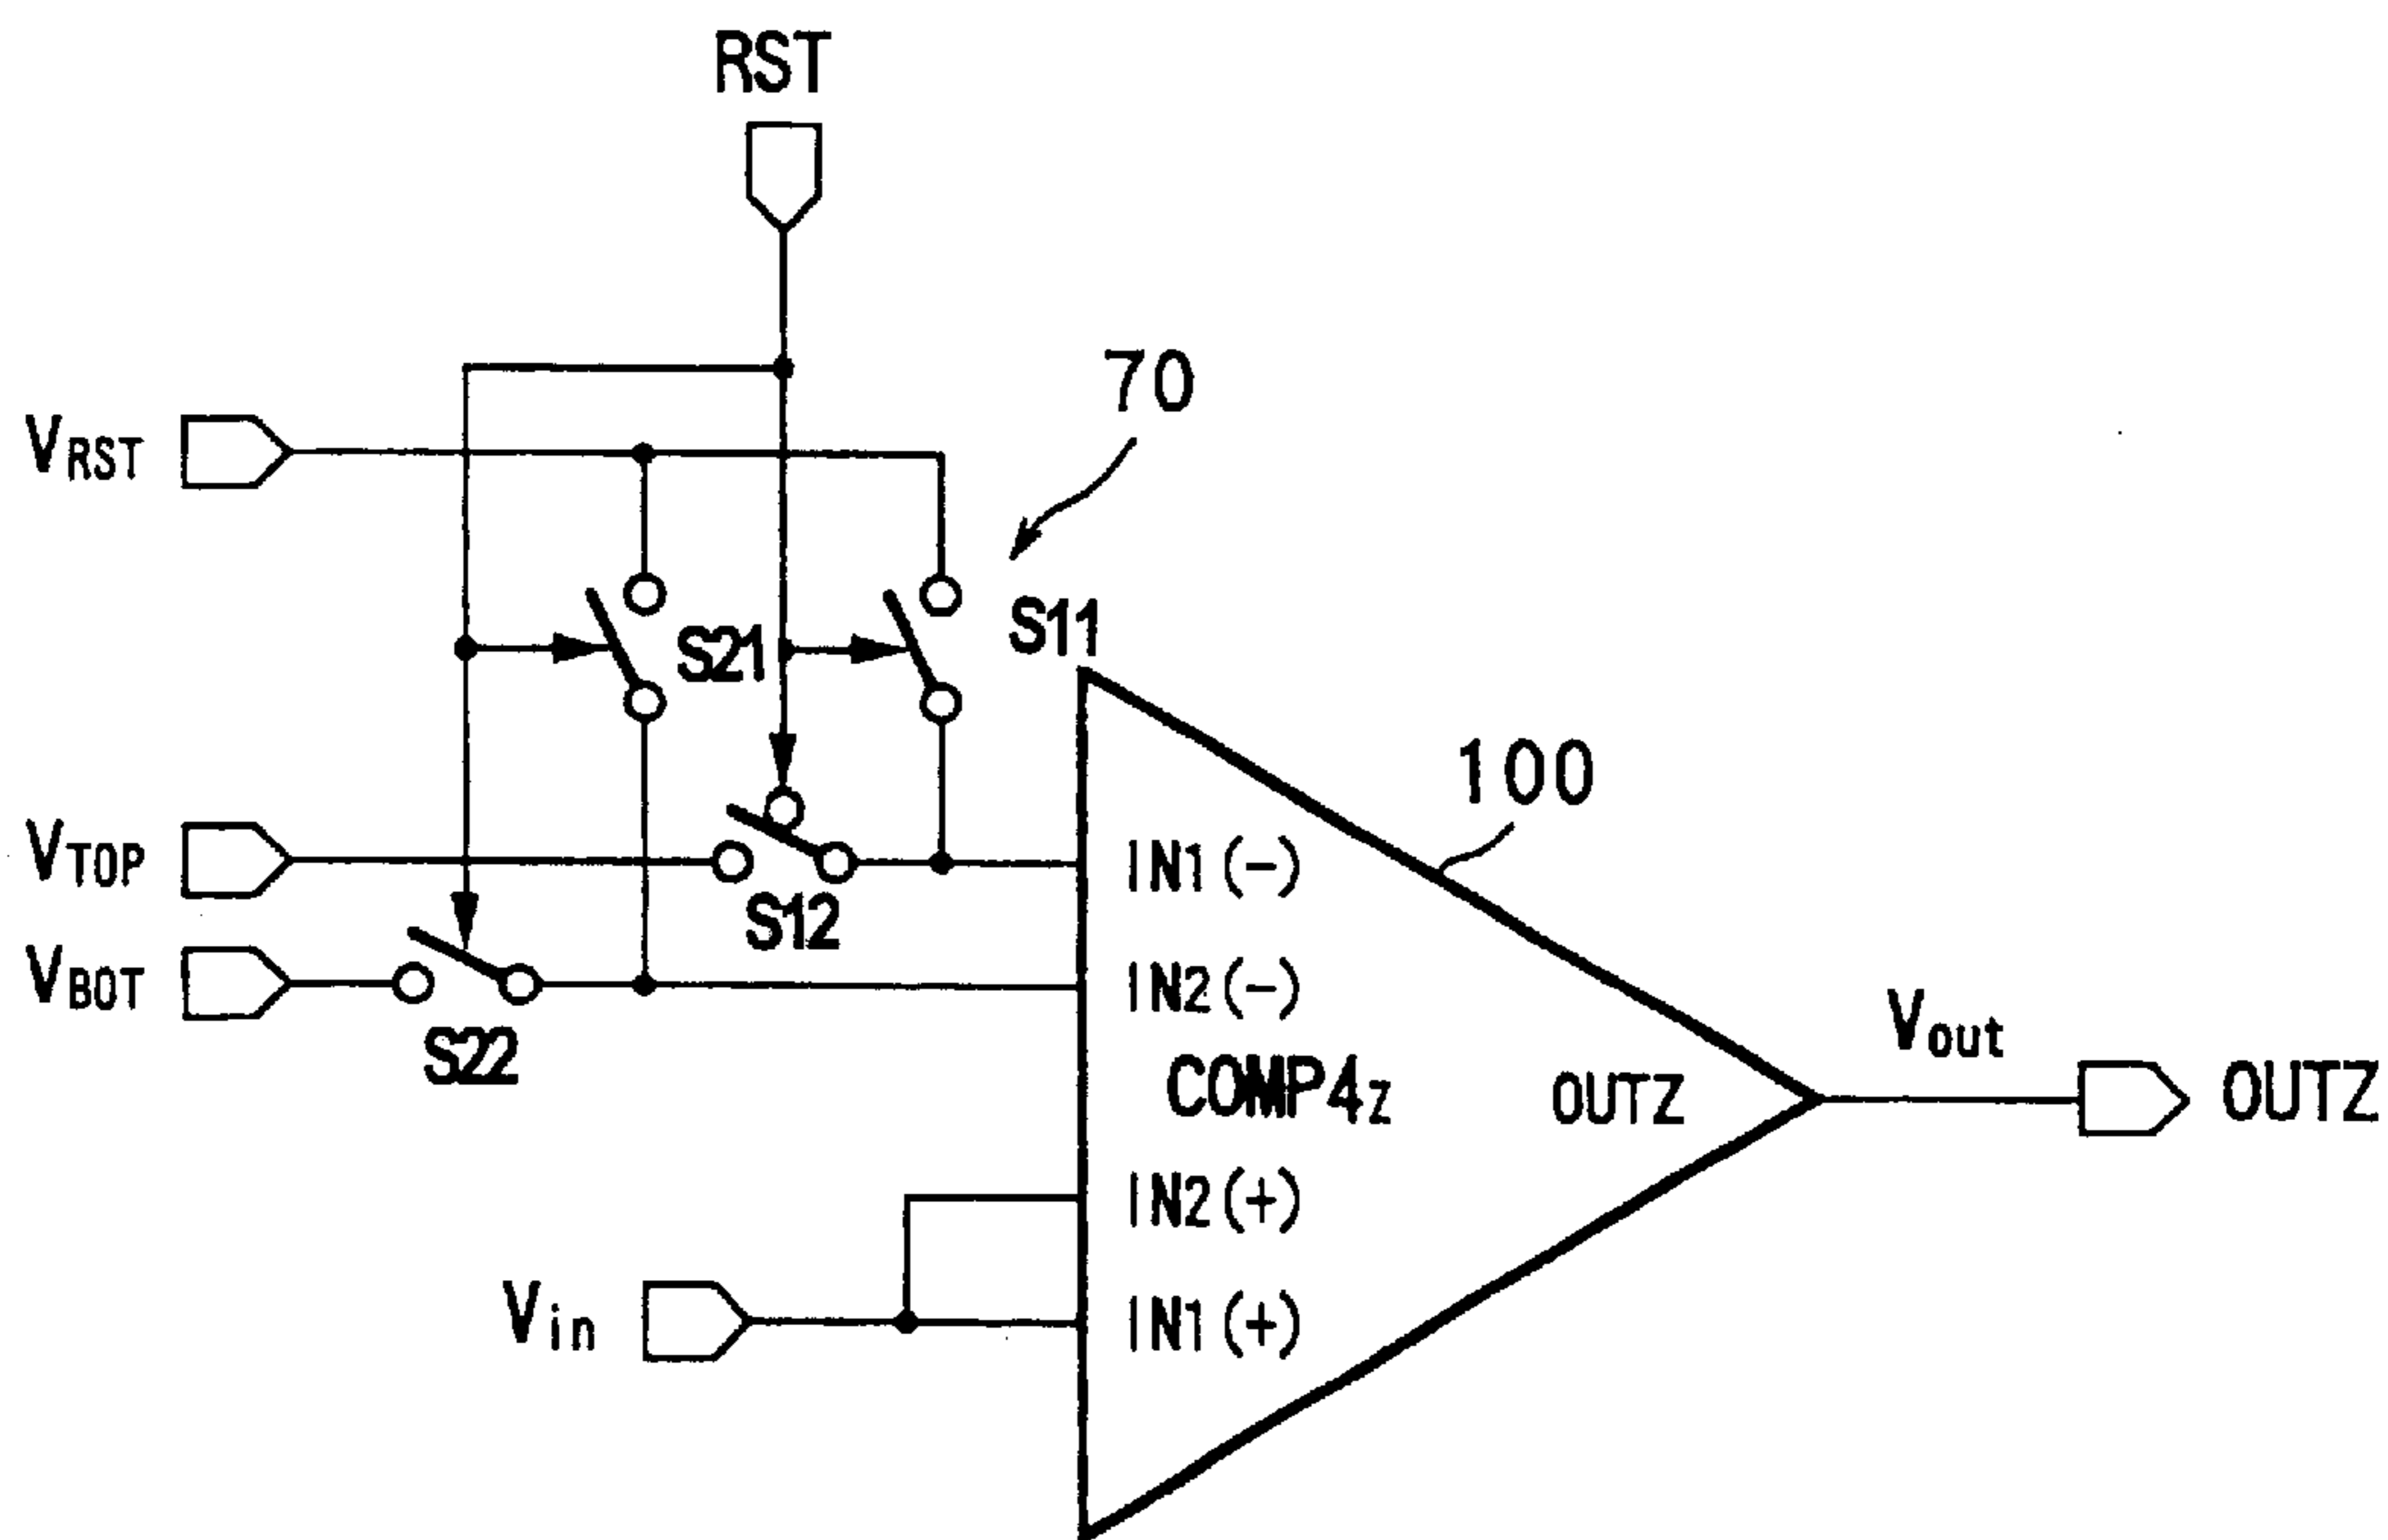 RST
70
VRST
S11
S21
100
VTOP
IN1(-)
S12
VBOT
IN2(-)
S22
Vout
COMP4Z
OUTZ
OUTZ
IN2(+)
Vin
IN1(+)